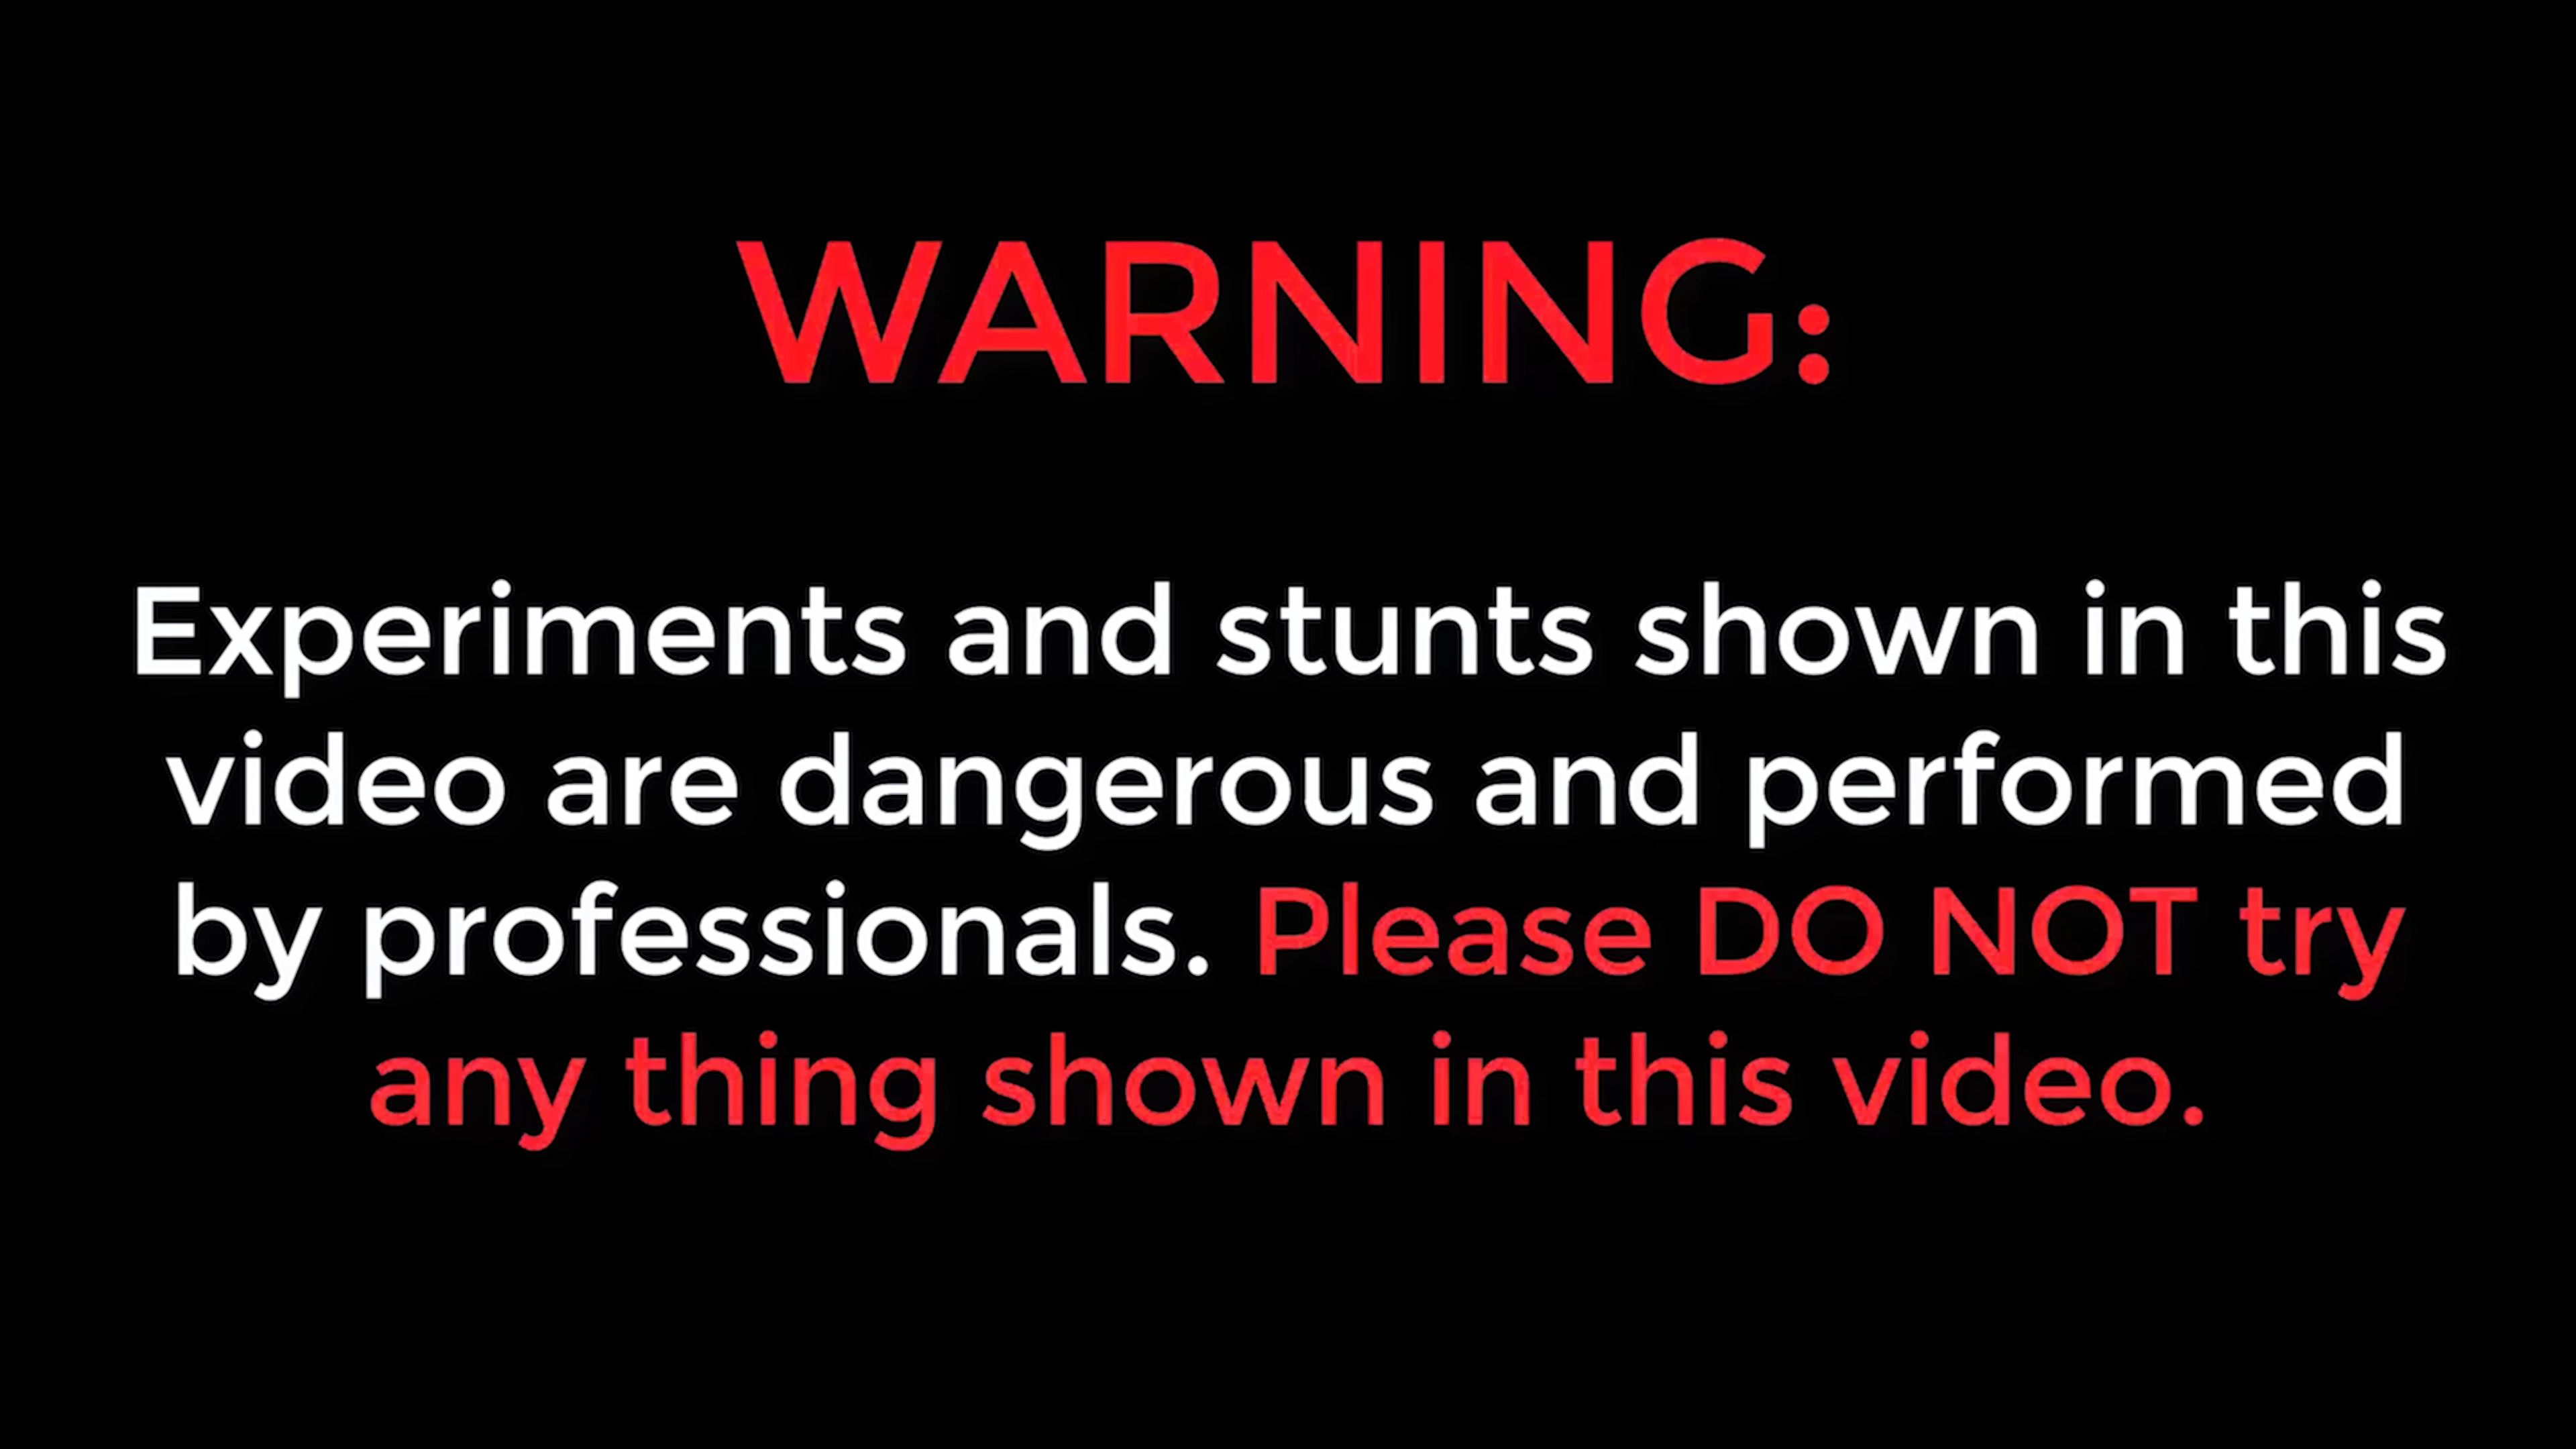 WARNING:
Experiments and stunts shown in this
video are dangerous and performed
by professionals. Please DO NOT try
any thing shown in this video.